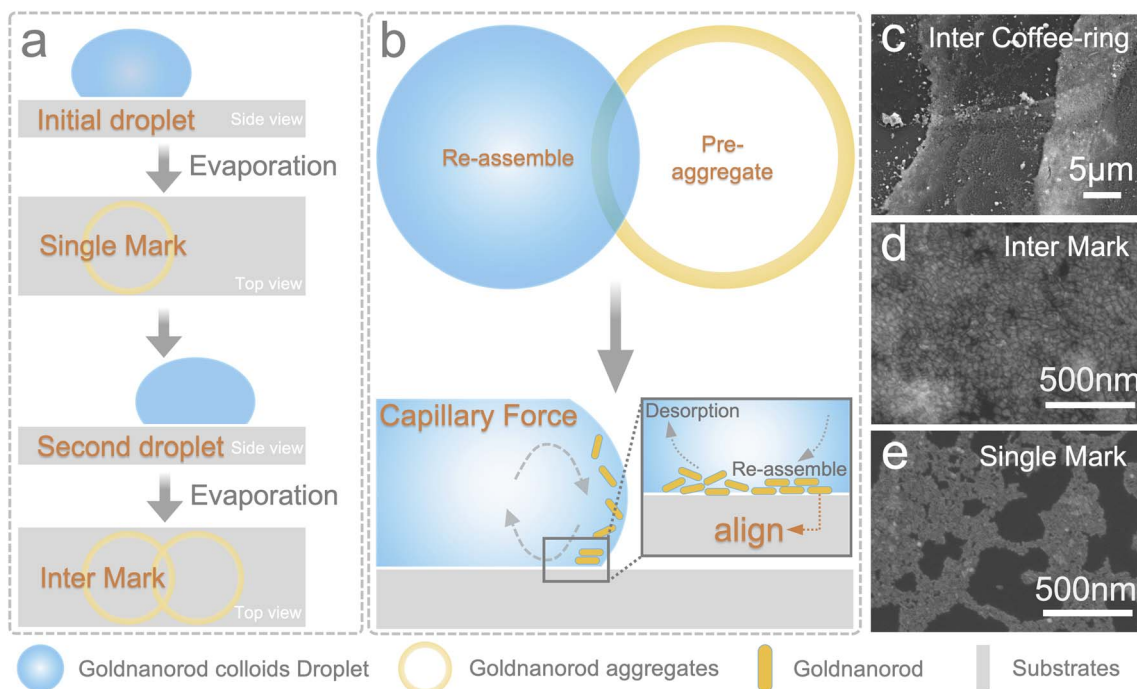 a
Initial droplet
Side view
Evaporation
Single Mark
Top view
Second droplet
Side view
Evaporation
Inter Mark
Top view
b
Re-assemble
Pre-
aggregate
Capillary Force
Desorption
Re-assemble
align
c
Inter Coffee-ring
5μm
d
Inter Mark
500nm
e
Single Mark
500nm
Goldnanorod colloids Droplet
Goldnanorod aggregates
Goldnanorod
Substrates